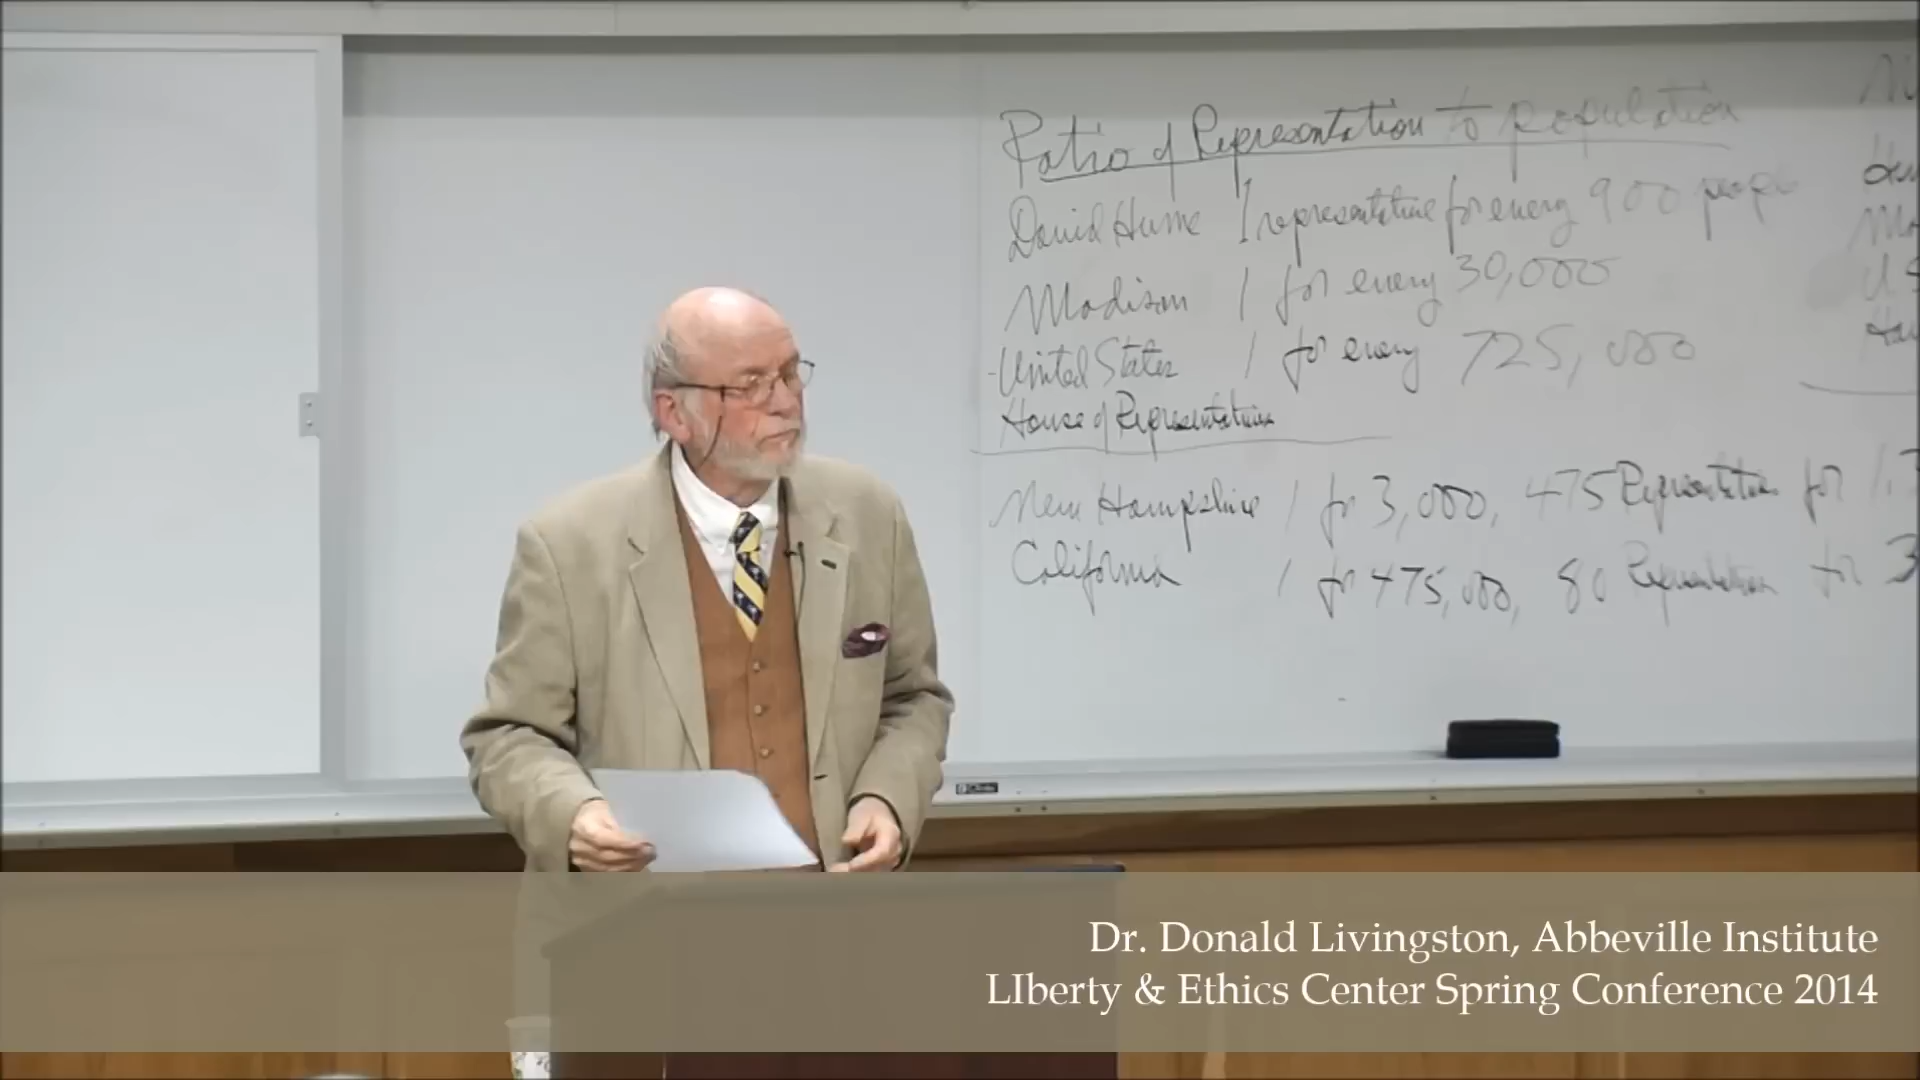 Ratio of Representation to population
David Hume 1 representative for every 900 people
Madison 1 for every 30,000
- United States 1 for every 725,000
House of Representatives
New Hampshire 1 for 3,000, 475 Representatives for 1.3
California 1 for 475,000, 80 Representatives for 3
Dr. Donald Livingston, Abbeville Institute
LIberty & Ethics Center Spring Conference 2014